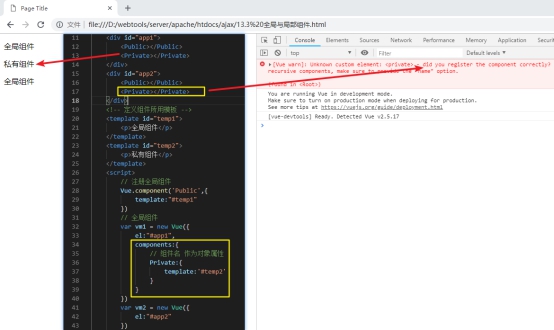 Page Title
文件 | file:///D:/webtools/server/apache/htdocs/ajax/13.3%20全局与局部组件.html
全局组件
私有组件
全局组件
11 <div id="app1">
12 <Public></Public>
13 <Private></Private>
14 </div>
15 <div id="app2">
16 <Public></Public>
17 <Private></Private>
18 </div>
19 <!-- 定义组件所用模板 -->
20 <template id="temp1">
21 <p>全局组件</p>
22 </template>
23 <template id="temp2">
24 <p>私有组件</p>
25 </template>
26 <script>
27 // 注册全局组件
28 Vue.component('Public',{
29 template:"#temp1"
30 })
31 // 全局组件
32 var vm1 = new Vue({
33 el:"#app1",
34 components:{
35 // 组件名 作为对象属性
36 Private:{
37 template:'#temp2'
38 }
39 }
40 })
41 var vm2 = new Vue({
42 el:"#app2"
43 })
Console Sources Network Performance Memory
top Filter Default levels
[Vue warn]: Unknown custom element: <private> - did you register the component correctly?
recursive components, make sure to provide the "name" option.
(found in <Root>)
You are running Vue in development mode.
Make sure to turn on production mode when deploying for production.
See more tips at https://vuejs.org/guide/deployment.html
[vue-devtools] Ready. Detected Vue v2.5.17